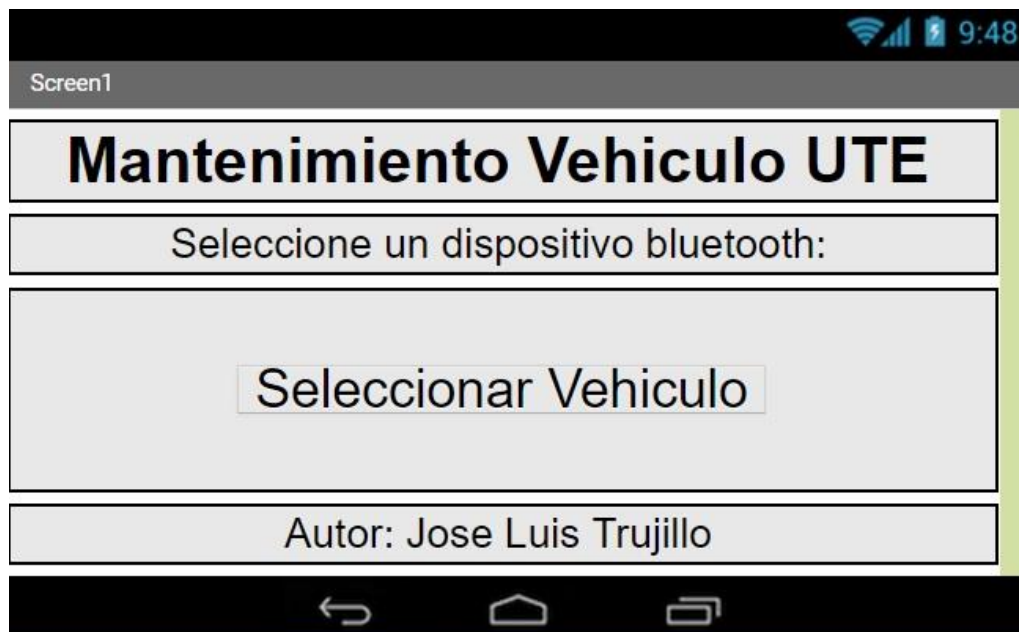 9:48
Screen1
Mantenimiento Vehiculo UTE
Seleccione un dispositivo bluetooth:
Seleccionar Vehiculo
Autor: Jose Luis Trujillo